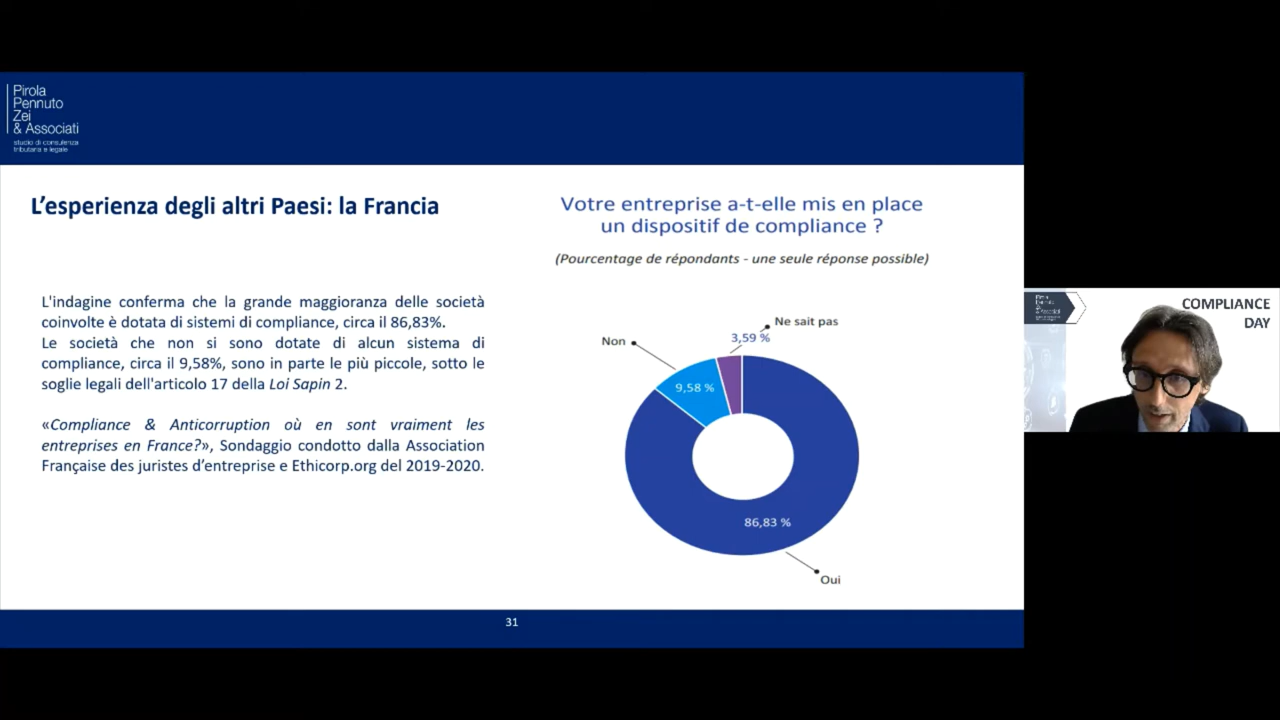 Pirola
Pennuto
Zei
& Associati
studio di consulenza
tributaria e legale
L'esperienza degli altri Paesi: la Francia
L'indagine conferma che la grande maggioranza delle società
coinvolte è dotata di sistemi di compliance, circa il 86,83%.
Le società che non si sono dotate di alcun sistema di
compliance, circa il 9,58%, sono in parte le più piccole, sotto le
soglie legali dell'articolo 17 della Loi Sapin 2.
«Compliance & Anticorruption où en sont vraiment les
entreprises en France?», Sondaggio condotto dalla Association
Française des juristes d'entreprise e Ethicorp.org del 2019-2020.
Votre entreprise a-t-elle mis en place
un dispositif de compliance ?
(Pourcentage de répondants - une seule réponse possible)
Ne sait pas
3,59 %
Non
9,58 %
86,83 %
Oui
31
Pirola
Pennuto
Zei
& Associati
COMPLIANCE
DAY